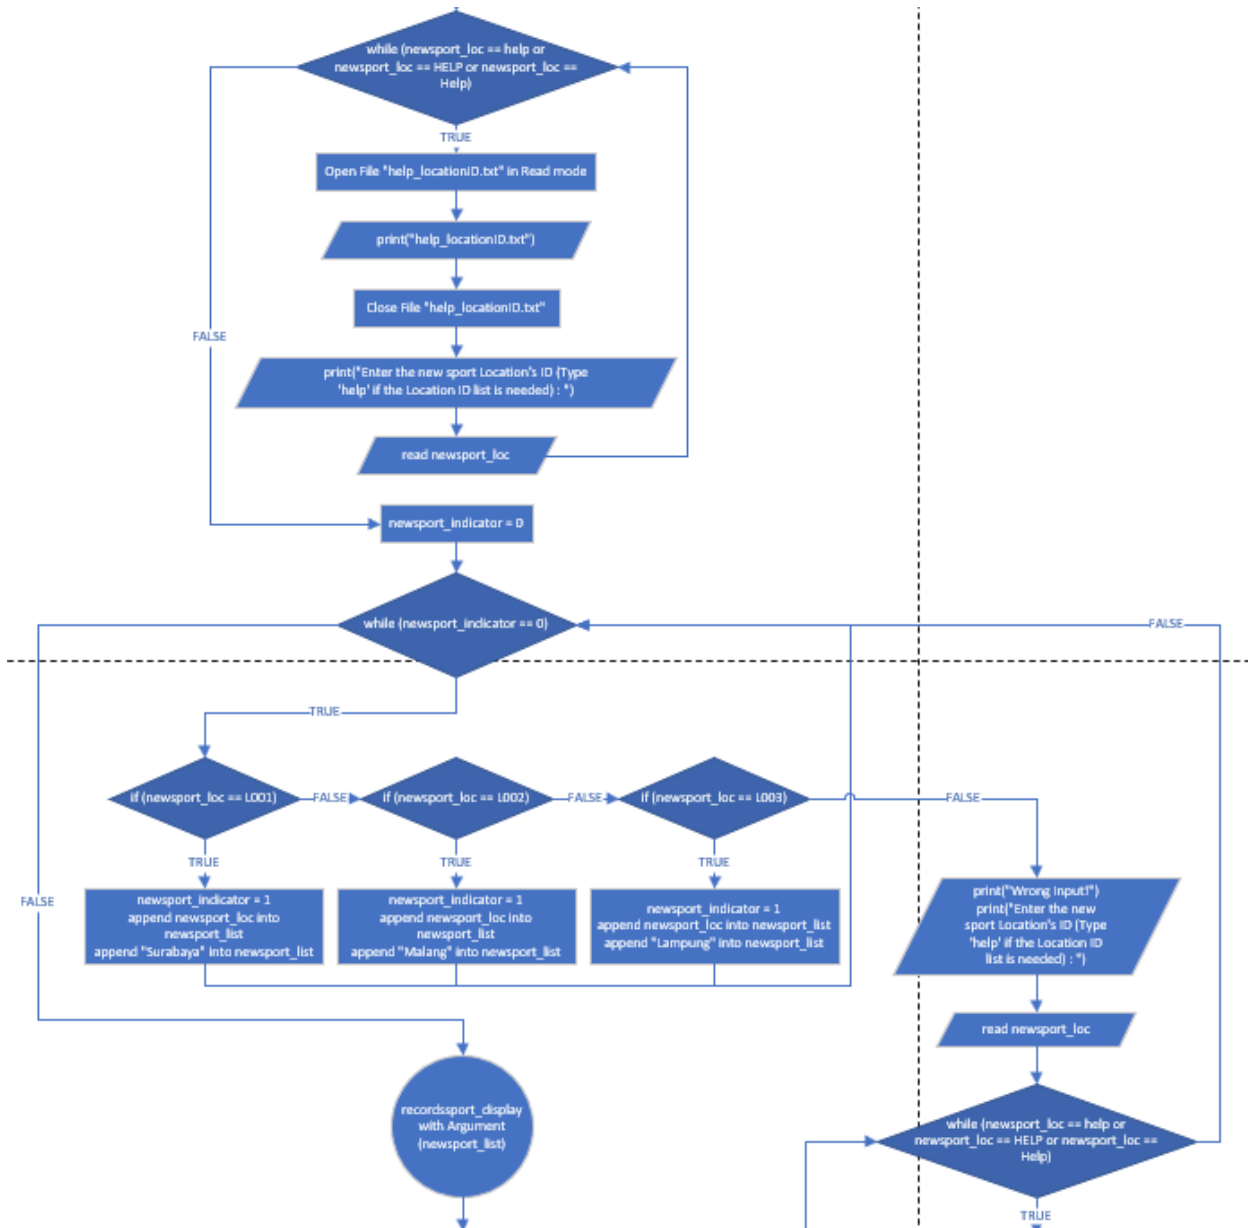 while (newsport_loc == help or
newsport_loc == HELP or newsport_loc ==
Help)
TRUE
Open File "help_locationID.txt" in Read mode
print("help_locationID.txt")
Close File "help_locationID.txt"
FALSE
print("Enter the new sport Location's ID (Type
'help' if the Location ID list is needed) : ")
read newsport_loc
newsport_indicator = 0
while (newsport_indicator == 0)
FALSE
TRUE
if (newsport_loc == L001)
FALSE
if (newsport_loc == L002)
FALSE
if (newsport_loc == L003)
FALSE
TRUE
TRUE
TRUE
newsport_indicator = 1
append newsport_loc into
newsport_list
append "Surabaya" into newsport_list
newsport_indicator = 1
append newsport_loc into
newsport_list
append "Malang" into newsport_list
newsport_indicator = 1
append newsport_loc into newsport_list
append "Lampung" into newsport_list
FALSE
print("Wrong Input!")
print("Enter the new
sport Location's ID (Type
'help' if the Location ID
list is needed) : ")
read newsport_loc
recordssport_display
with Argument
(newsport_list)
while (newsport_loc == help or
newsport_loc == HELP or newsport_loc ==
Help)
TRUE